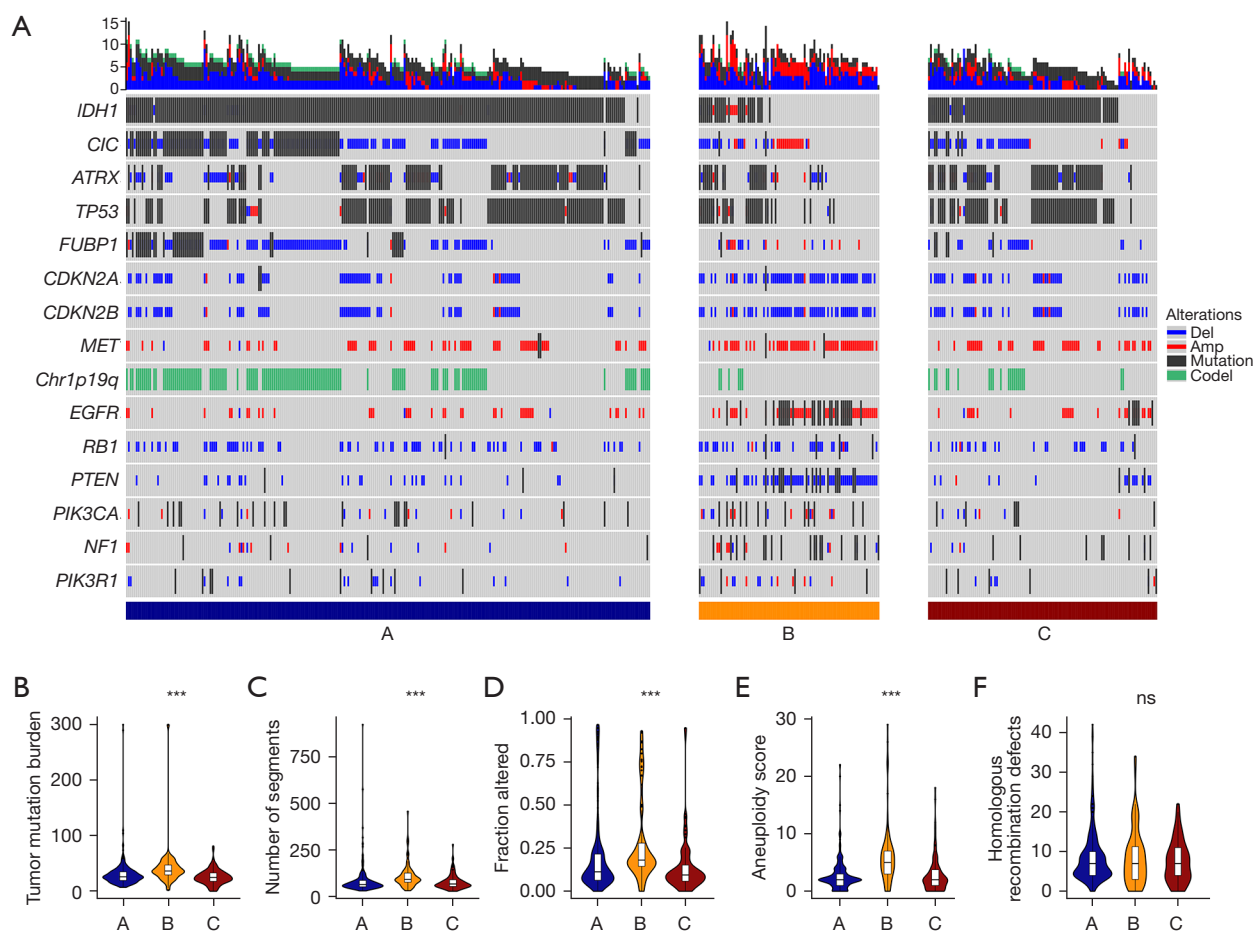 A
15
10
5
0
IDH1
CIC
ATRX
TP53
FUBP1
CDKN2A
CDKN2B
MET
Chr1p19q
EGFR
RB1
PTEN
PIK3CA
NF1
PIK3R1
Alterations
Del
Amp
Mutation
Codel
A B C
B
***
Tumor mutation burden
300
200
100
0
A B C
C
***
Number of segments
750
500
250
0
A B C
D
***
Fraction altered
1.00
0.75
0.50
0.25
0.00
A B C
E
***
Aneuploidy score
30
20
10
0
A B C
F
ns
Homologous
recombination defects
40
30
20
10
0
A B C